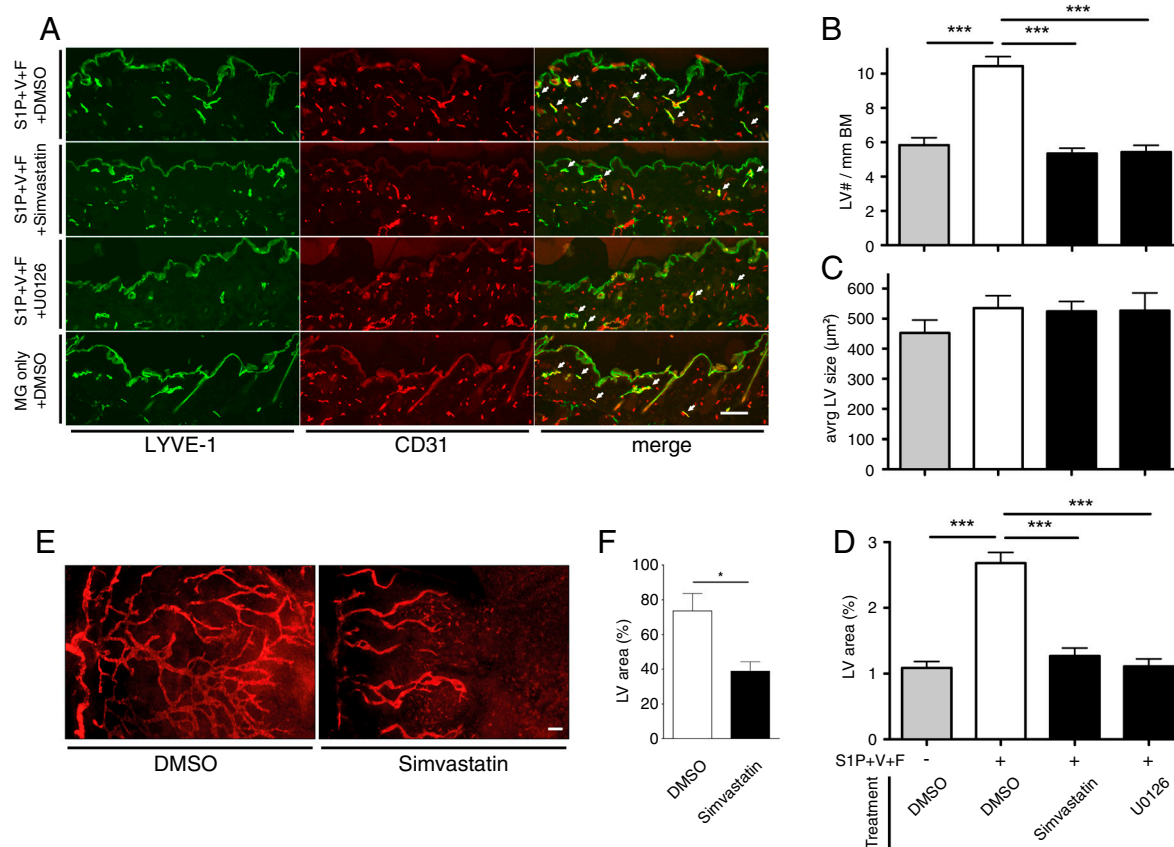 A
S1P+V+F
+DMSO
S1P+V+F
+Simvastatin
S1P+V+F
+U0126
MG only
+DMSO
LYVE-1
CD31
merge
B
***
***
***
LV# / mm BM
10
8
6
4
2
0
C
avrg LV size (µm²)
600
500
400
300
200
100
0
E
DMSO
Simvastatin
F
*
LV area (%)
100
80
60
40
20
0
DMSO
Simvastatin
D
***
***
***
LV area (%)
3
2
1
0
S1P+V+F
-
+
+
+
Treatment
DMSO
DMSO
Simvastatin
U0126